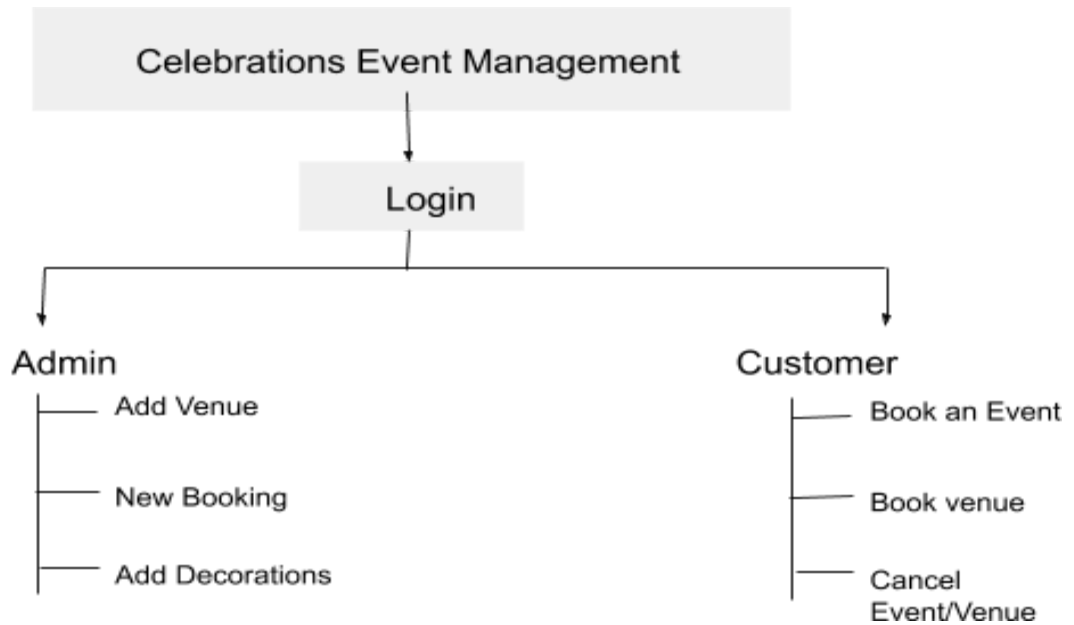 Celebrations Event Management
Login
Admin
Add Venue
New Booking
Add Decorations
Customer
Book an Event
Book venue
Cancel
Event/Venue